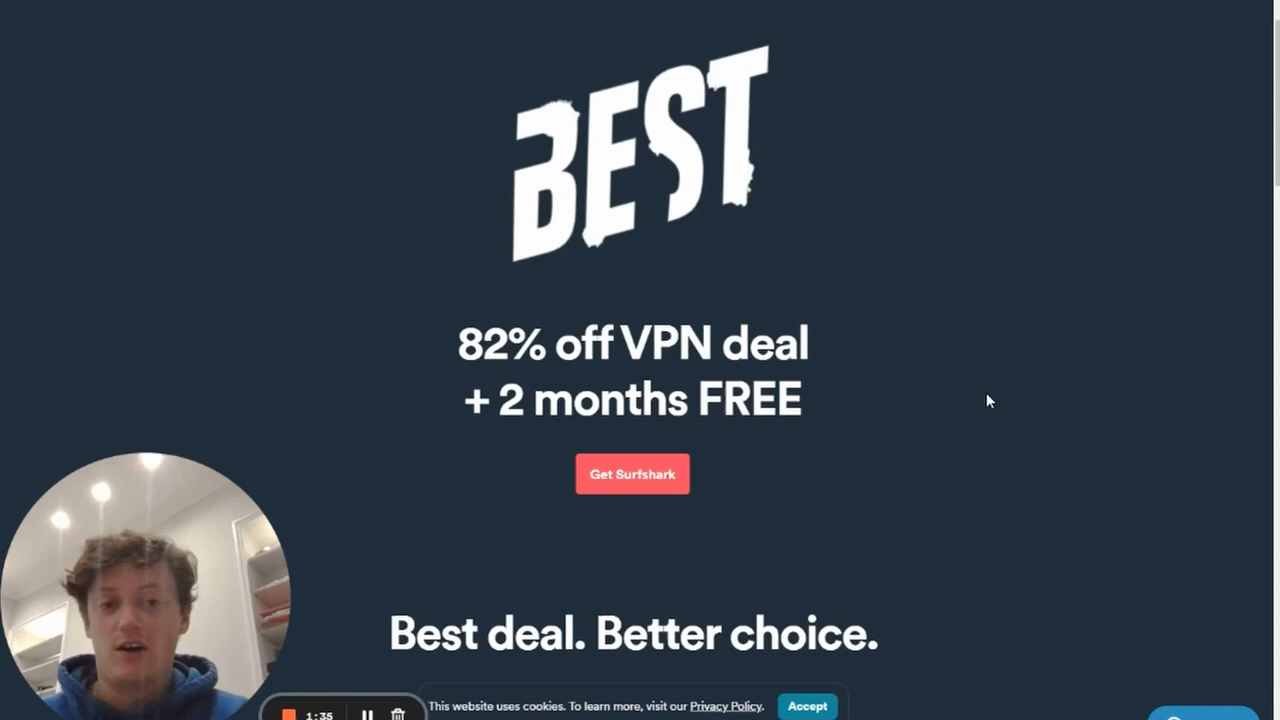 BEST
82% off VPN deal
+ 2 months FREE
Get Surfshark
Best deal. Better choice.
This website uses cookies. To learn more, visit our Privacy Policy.
Accept
1:35